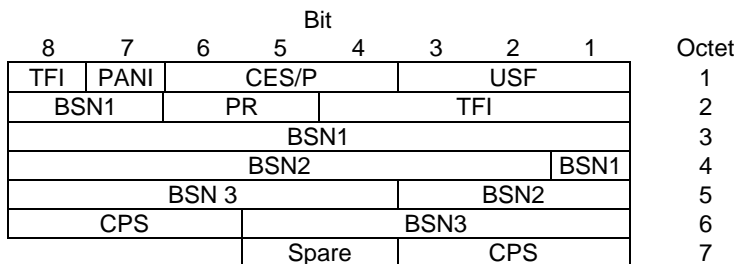 Bit
8 7 6 5 4 3 2 1 Octet
TFI PANI CES/P USF 1
BSN1 PR TFI 2
BSN1 3
BSN2 BSN1 4
BSN 3 BSN2 5
CPS BSN3 6
Spare CPS 7